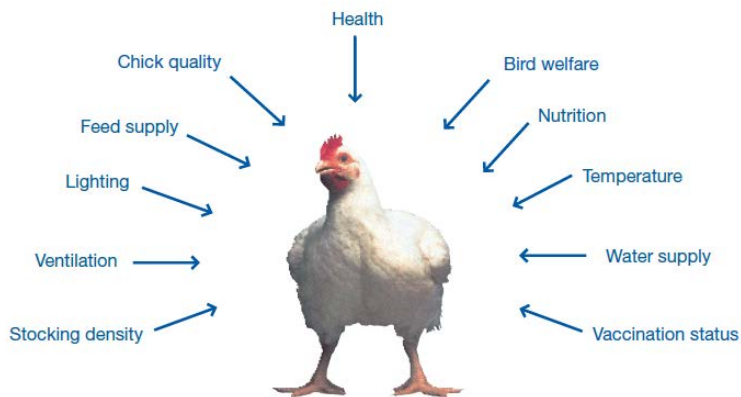 Health
Chick quality
Bird welfare
Feed supply
Nutrition
Lighting
Temperature
Ventilation
Water supply
Stocking density
Vaccination status